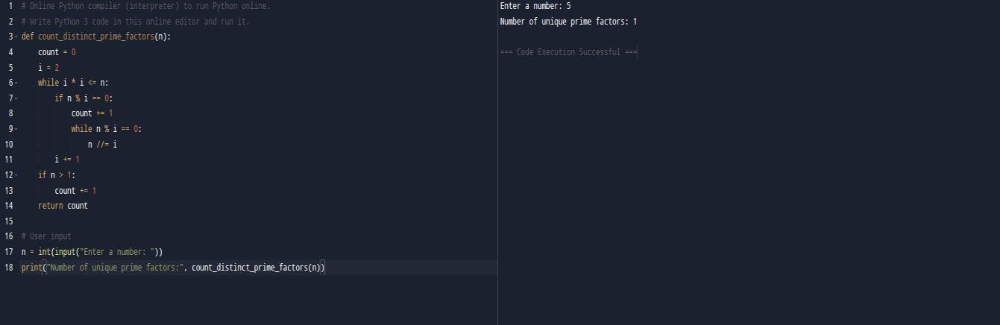 1 # Online Python compiler (interpreter) to run Python online.
2 # Write Python 3 code in this online editor and run it.
3 def count_distinct_prime_factors(n):
4     count = 0
5     i = 2
6     while i * i <= n:
7         if n % i == 0:
8             count += 1
9             while n % i == 0:
10                 n //= i
11         i += 1
12     if n > 1:
13         count += 1
14     return count
15
16 # User input
17 n = int(input("Enter a number: "))
18 print("Number of unique prime factors:", count_distinct_prime_factors(n))
Enter a number: 5
Number of unique prime factors: 1
=== Code Execution Successful ===